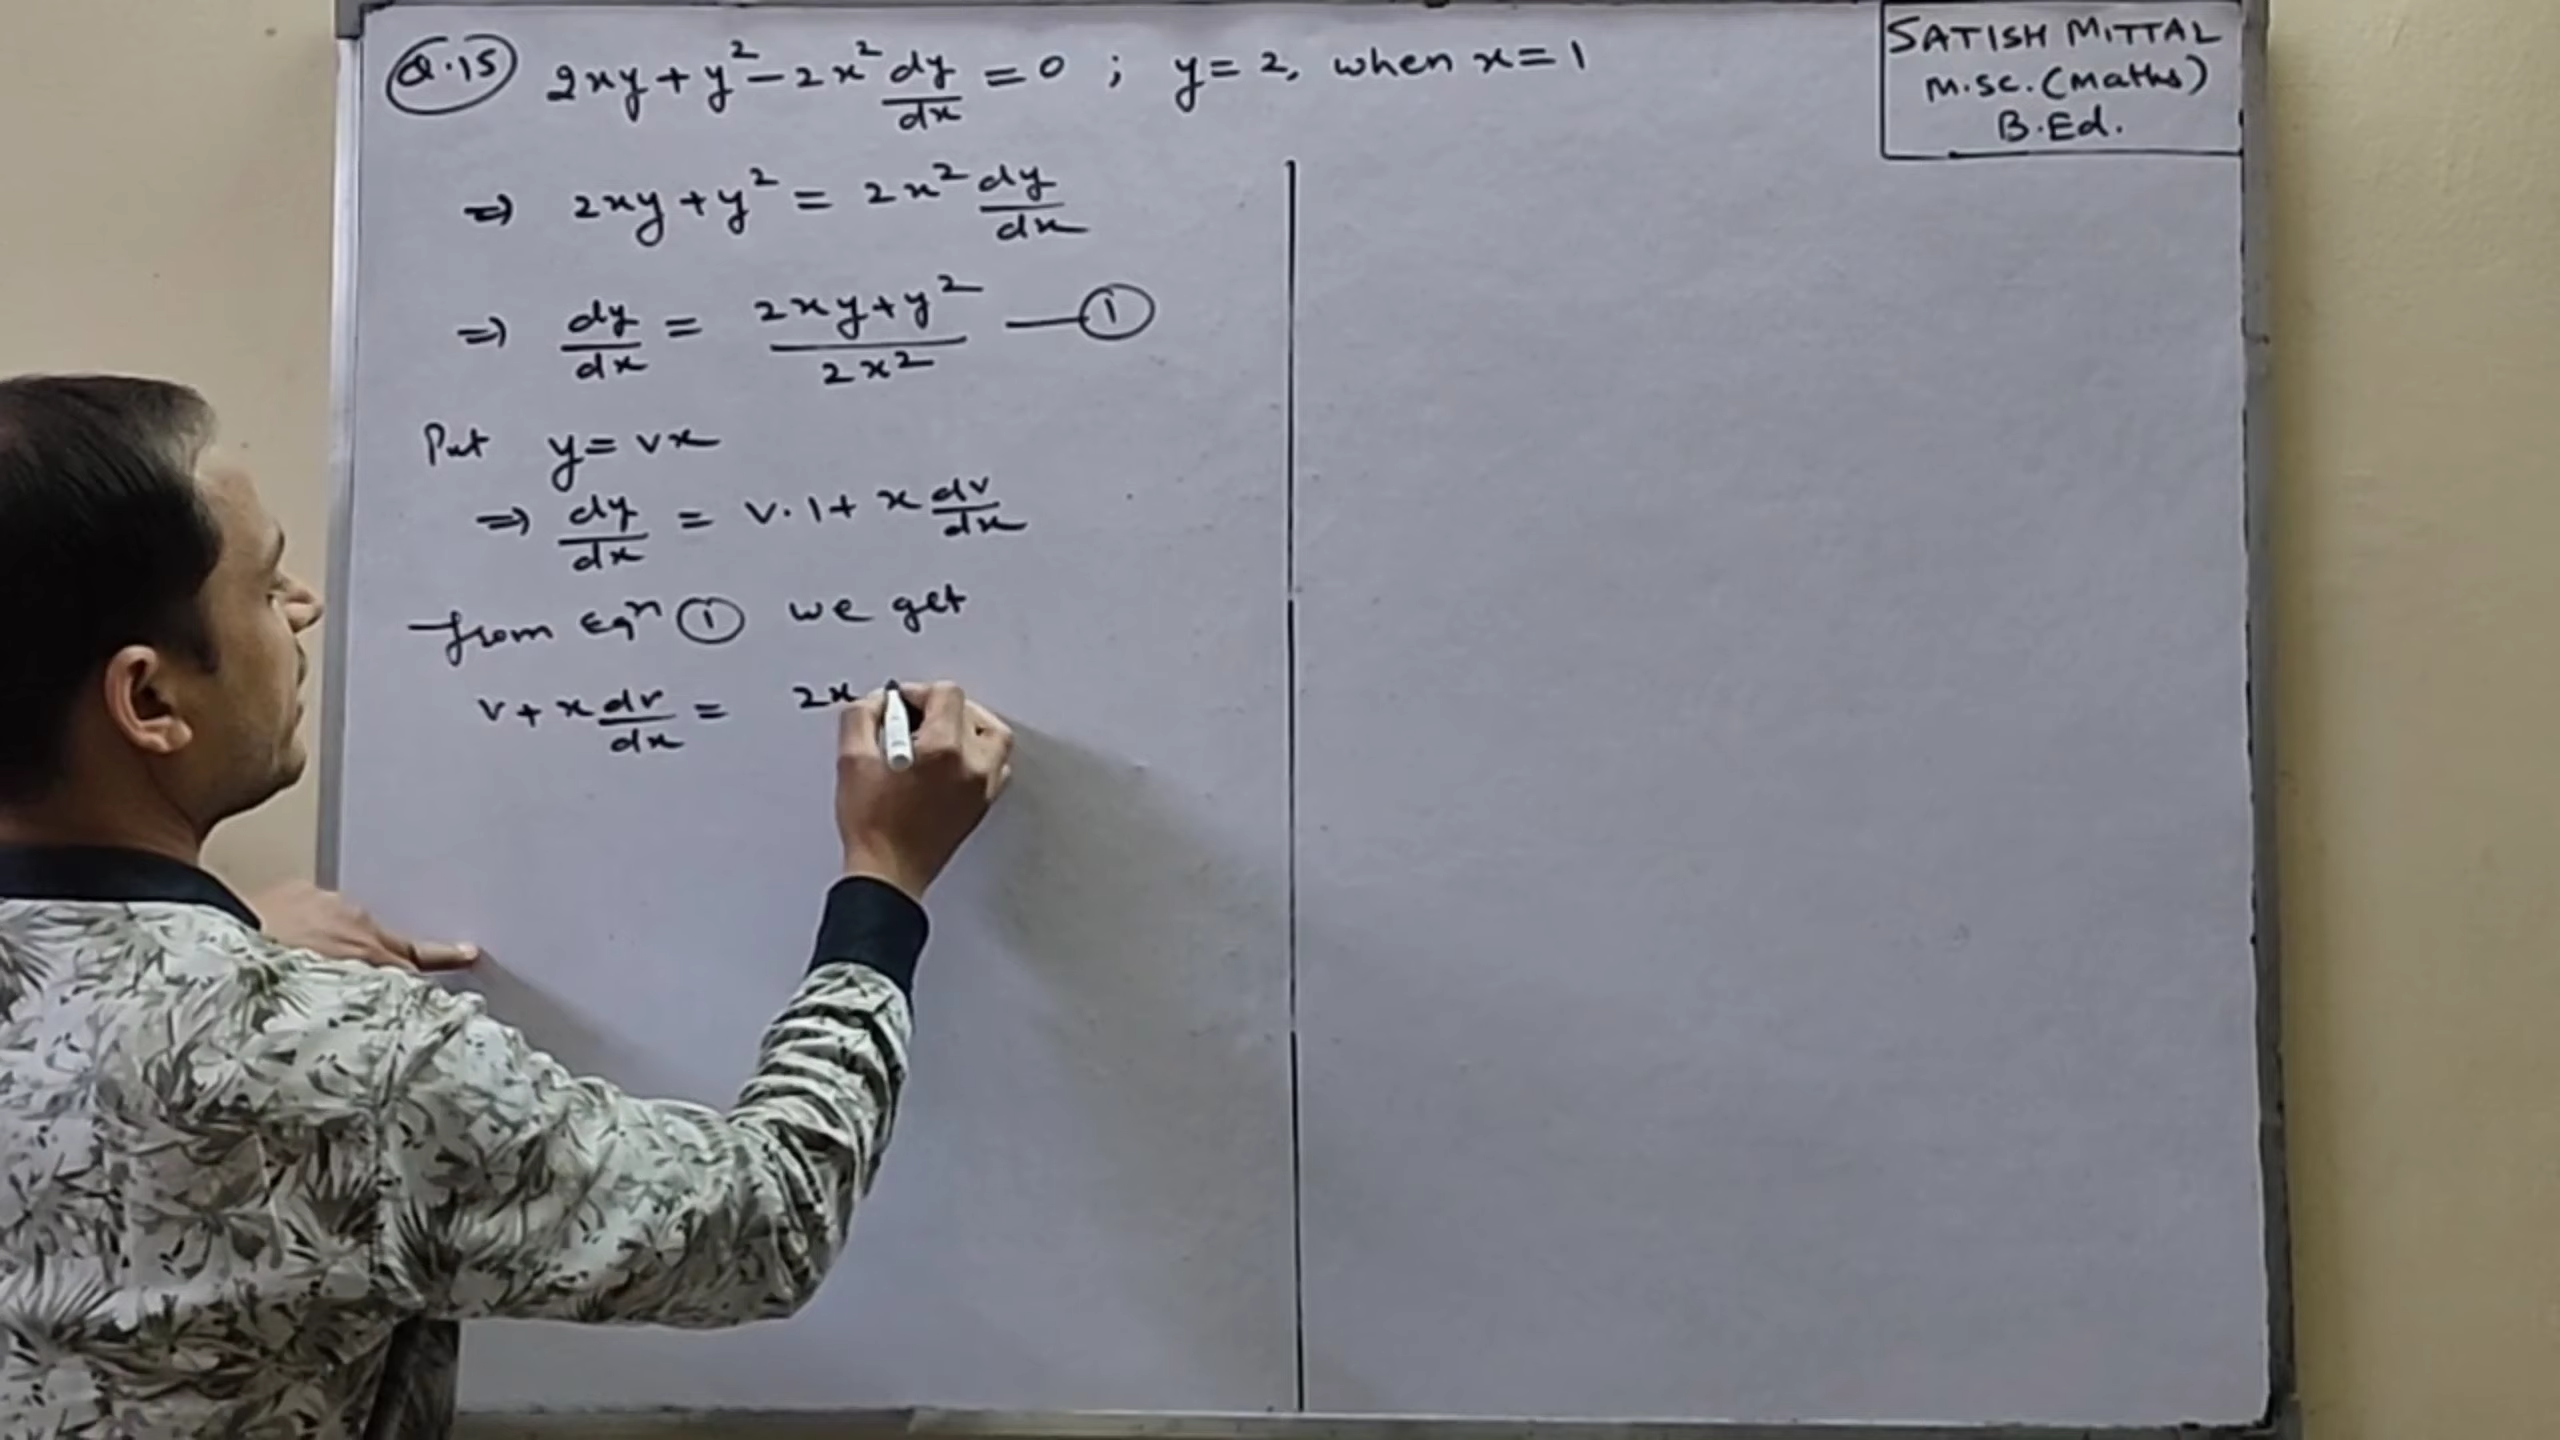 Q.15 2xy + y² - 2x² dy/dx = 0 ; y = 2, when x = 1
SATISH MITTAL
M.Sc. (Maths)
B.Ed.
⇒ 2xy + y² = 2x² dy/dx
⇒ dy/dx = (2xy + y²)/(2x²) — ①
Put y = vx
⇒ dy/dx = v·1 + x dv/dx
from Eqⁿ ① we get
v + x dv/dx = 2x